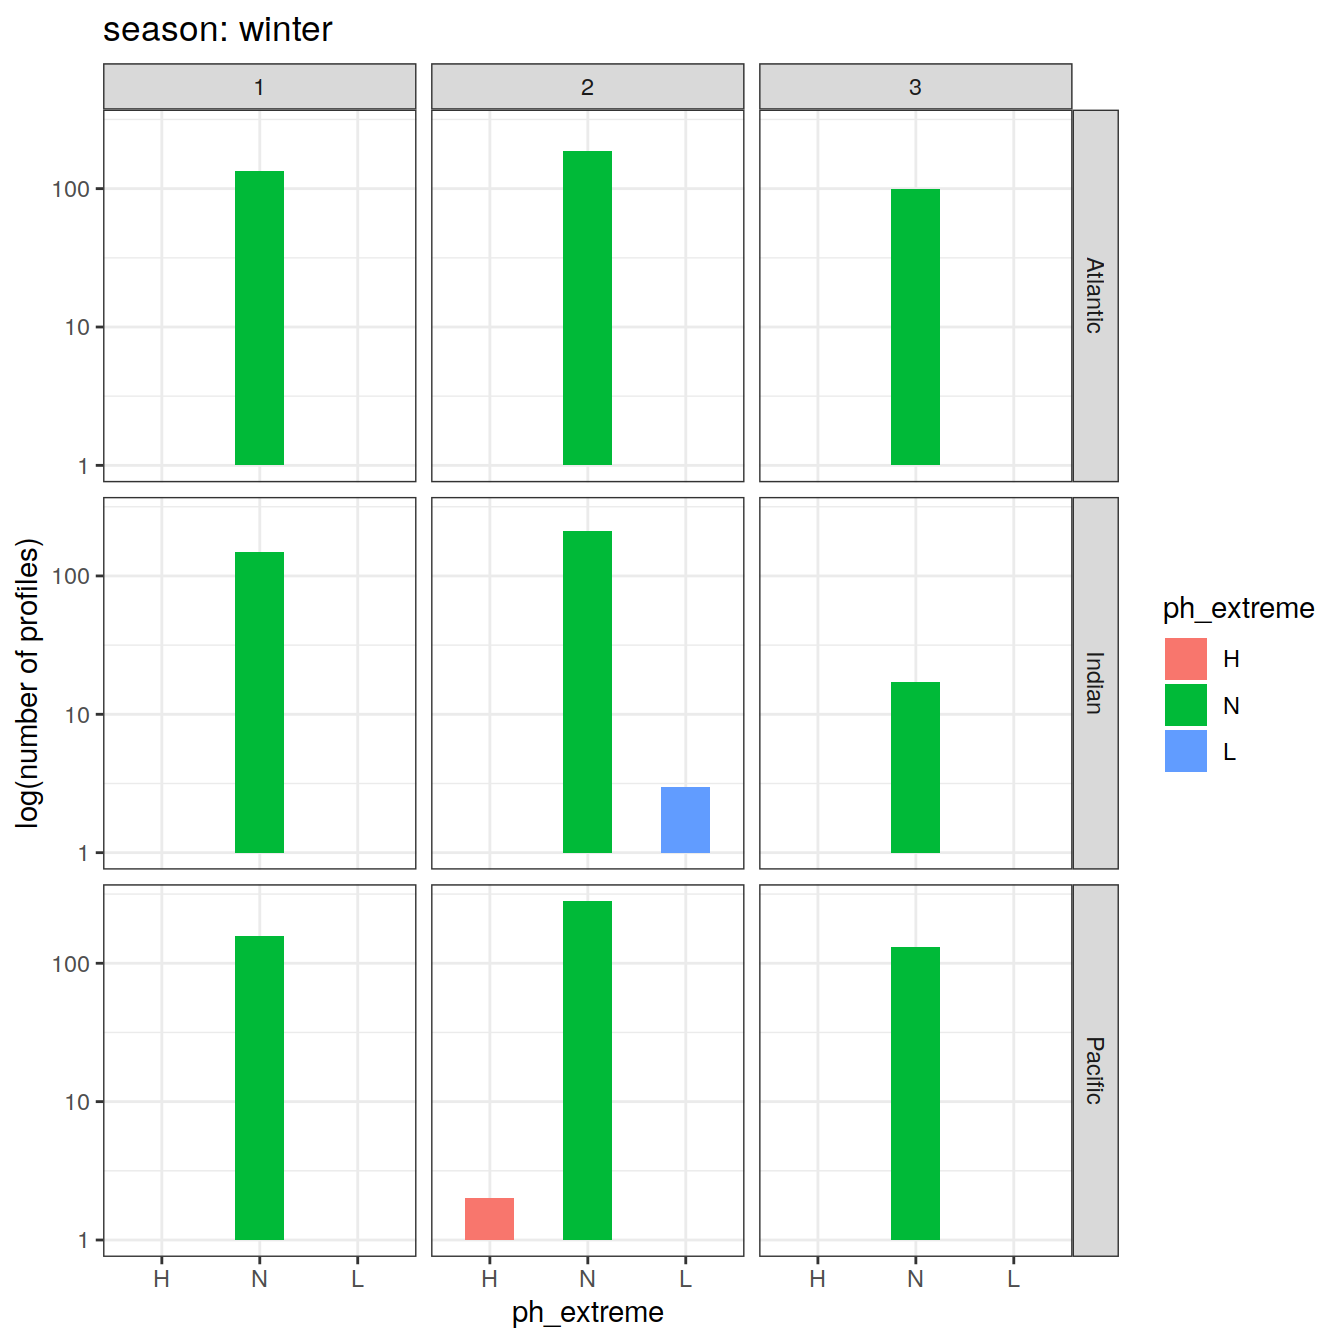 season: winter
1
2
3
100
10
1
Atlantic
100
10
1
Indian
100
10
1
Pacific
log(number of profiles)
H
N
L
H
N
L
H
N
L
ph_extreme
ph_extreme
H
N
L